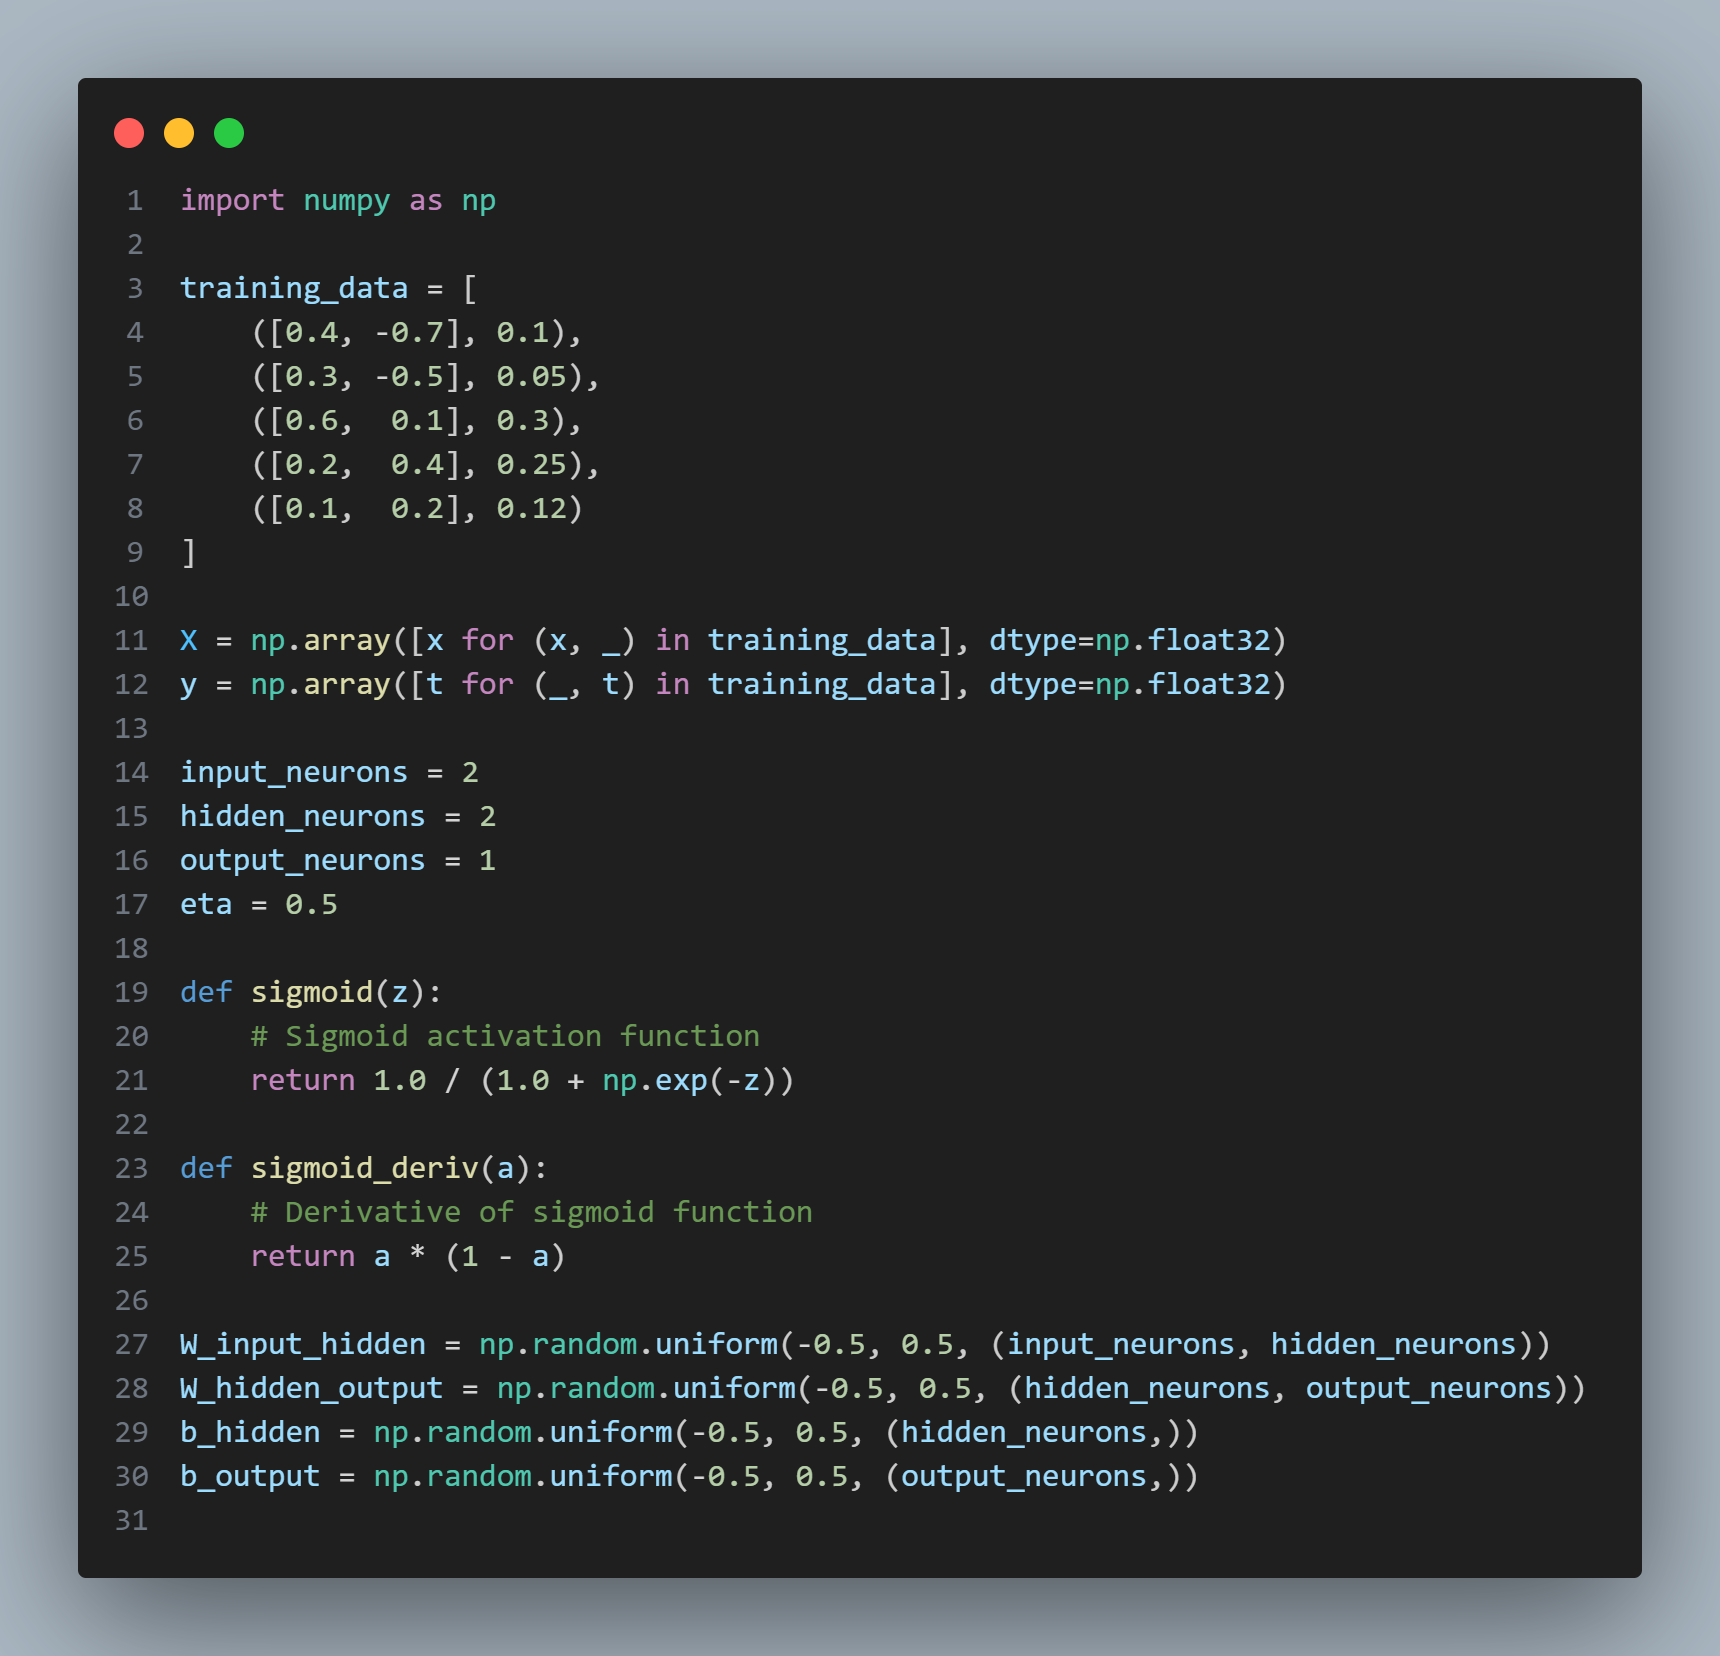 1 import numpy as np
2
3 training_data = [
4     ([0.4, -0.7], 0.1),
5     ([0.3, -0.5], 0.05),
6     ([0.6,  0.1], 0.3),
7     ([0.2,  0.4], 0.25),
8     ([0.1,  0.2], 0.12)
9 ]
10
11 X = np.array([x for (x, _) in training_data], dtype=np.float32)
12 y = np.array([t for (_, t) in training_data], dtype=np.float32)
13
14 input_neurons = 2
15 hidden_neurons = 2
16 output_neurons = 1
17 eta = 0.5
18
19 def sigmoid(z):
20     # Sigmoid activation function
21     return 1.0 / (1.0 + np.exp(-z))
22
23 def sigmoid_deriv(a):
24     # Derivative of sigmoid function
25     return a * (1 - a)
26
27 W_input_hidden = np.random.uniform(-0.5, 0.5, (input_neurons, hidden_neurons))
28 W_hidden_output = np.random.uniform(-0.5, 0.5, (hidden_neurons, output_neurons))
29 b_hidden = np.random.uniform(-0.5, 0.5, (hidden_neurons,))
30 b_output = np.random.uniform(-0.5, 0.5, (output_neurons,))
31